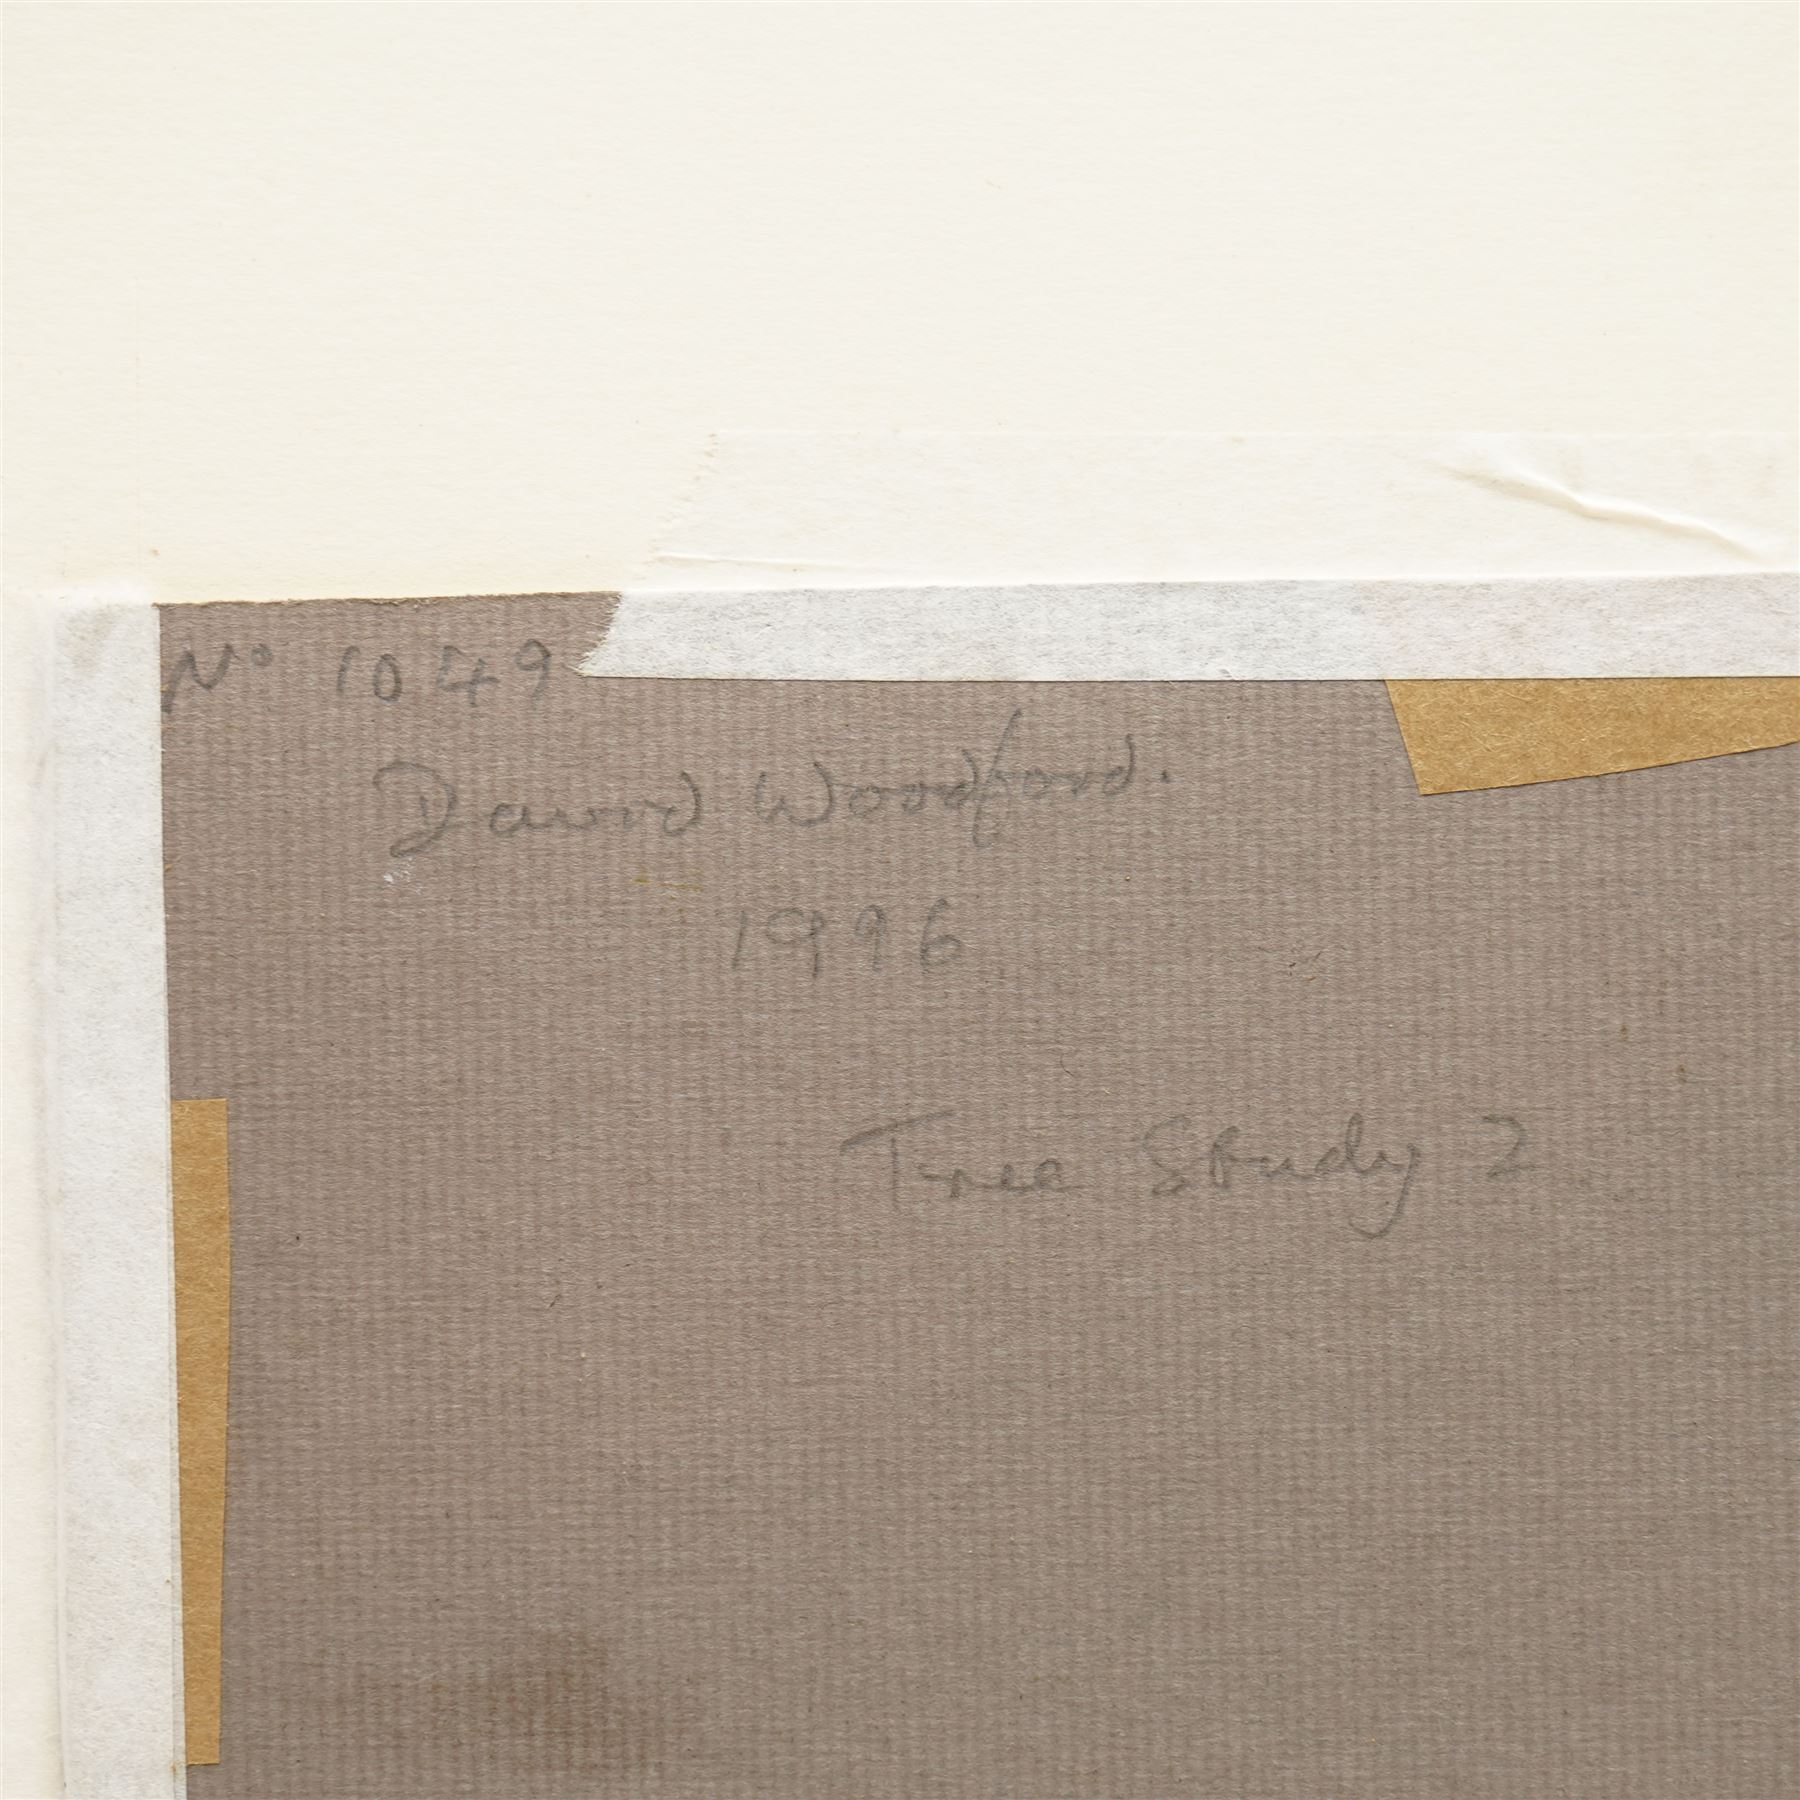 Nº 1049
David Woodford.
1996
Tree Study 2